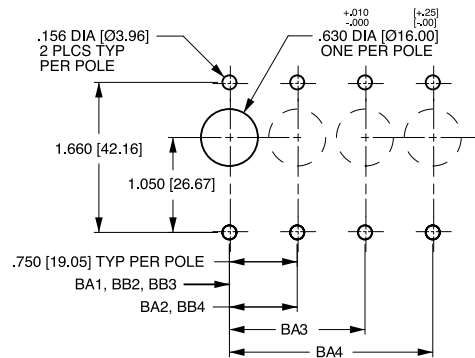 +.010 [+.25]
-.000 [-.00]
.156 DIA [Ø3.96]
2 PLCS TYP
PER POLE
.630 DIA [Ø16.00]
ONE PER POLE
1.660 [42.16]
1.050 [26.67]
.750 [19.05] TYP PER POLE
BA1, BB2, BB3
BA2, BB4
BA3
BA4